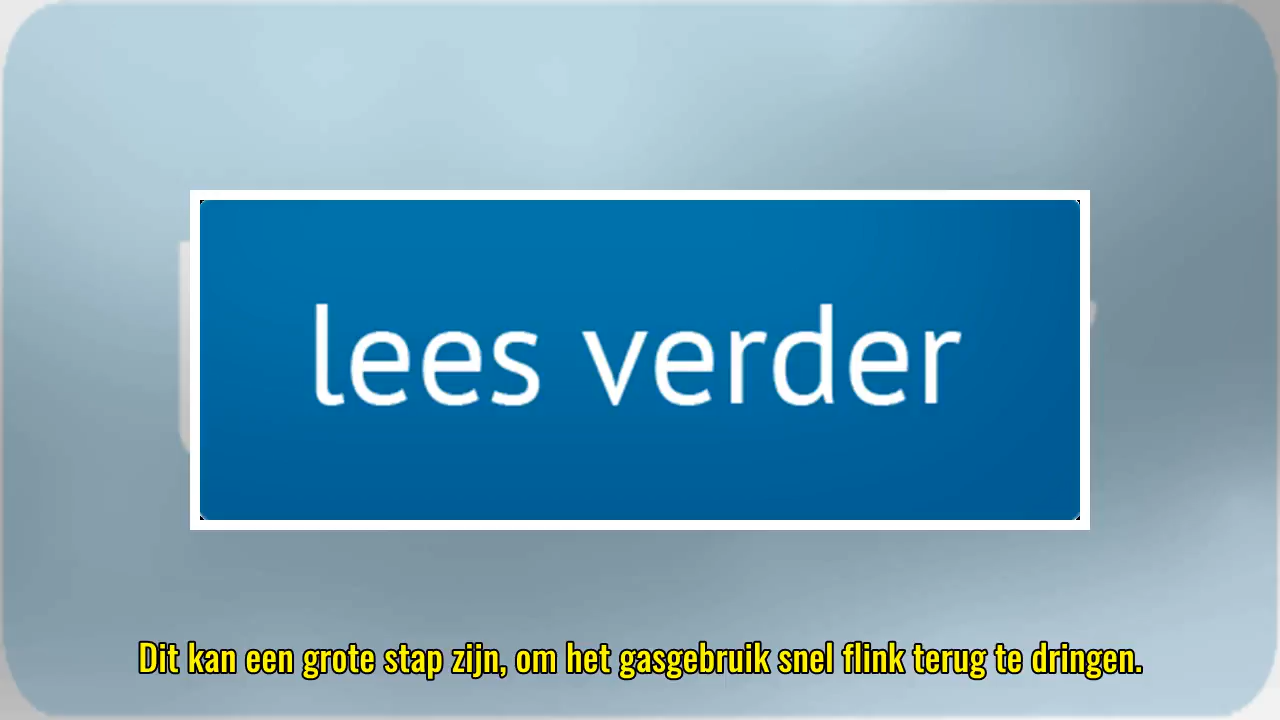 lees verder
Dit kan een grote stap zijn, om het gasgebruik snel flink terug te dringen.